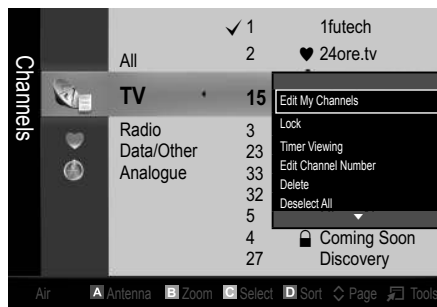 Channels
All
TV
Radio
Data/Other
Analogue
1 1futech
2 24ore.tv
15
3
23
33
32
5
4 Coming Soon
27 Discovery
Edit My Channels
Lock
Timer Viewing
Edit Channel Number
Delete
Deselect All
Air A Antenna B Zoom C Select D Sort Page Tools